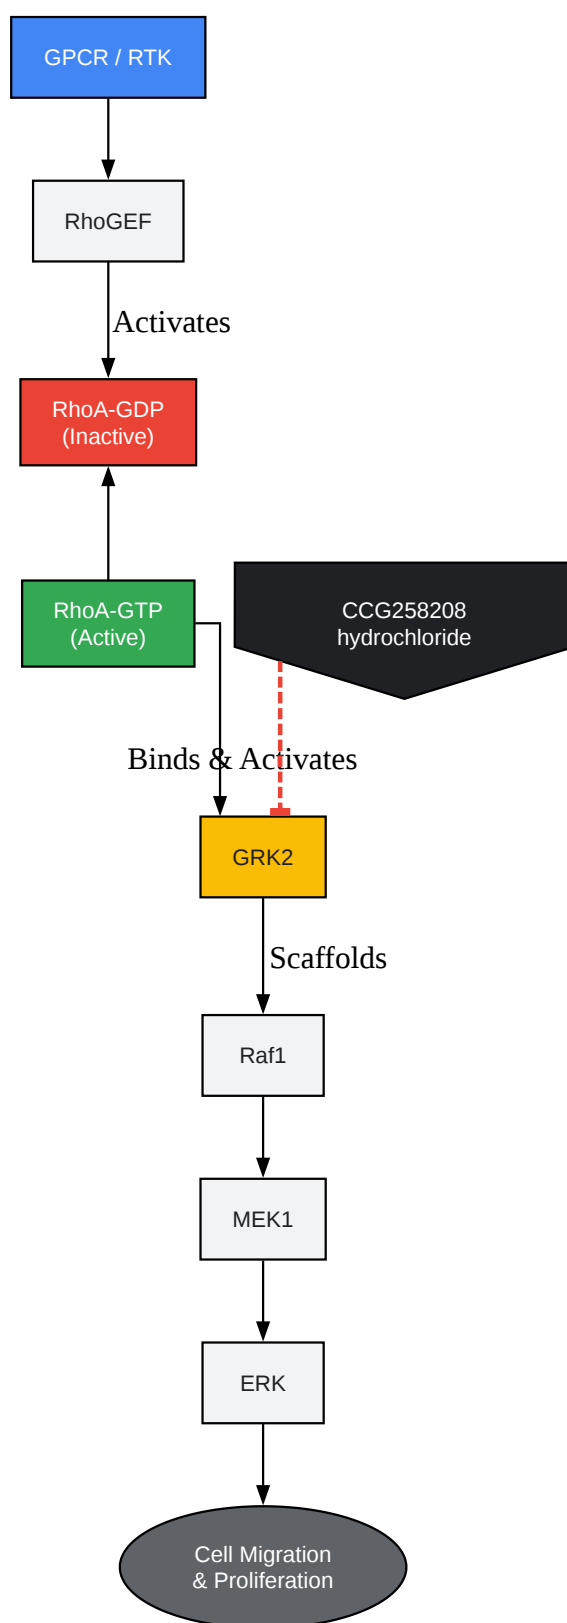 GPCR / RTK
RhoGEF
Activates
RhoA-GDP
(Inactive)
RhoA-GTP
(Active)
CCG258208
hydrochloride
Binds & Activates
GRK2
Scaffolds
Raf1
MEK1
ERK
Cell Migration
& Proliferation